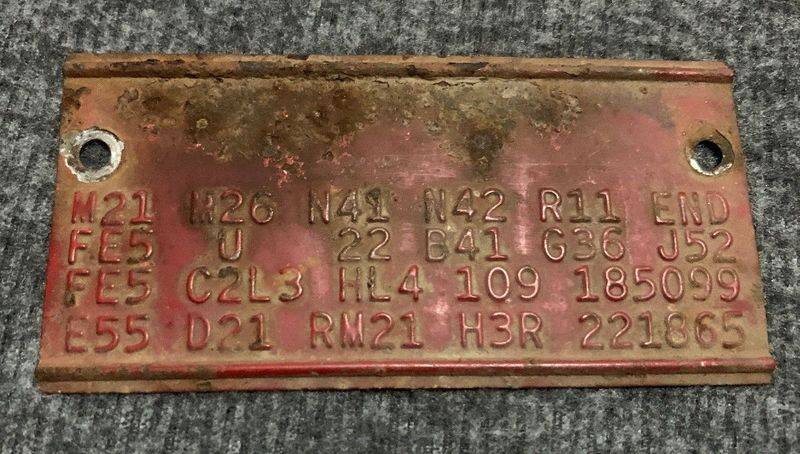 M21 M26 N41 N42 R11 END
FE5 U 22 B41 G36 J52
FE5 C2L3 HL4 109 185099
E55 D21 RM21 H3R 221865